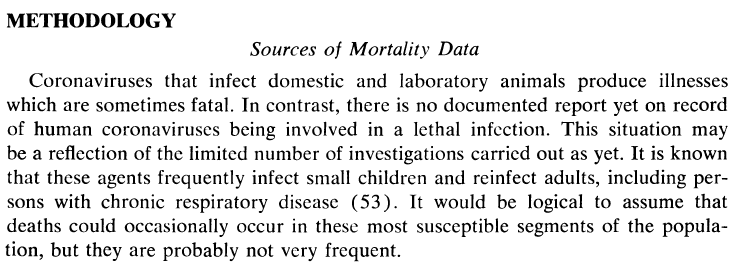 METHODOLOGY
Sources of Mortality Data
Coronaviruses that infect domestic and laboratory animals produce illnesses
which are sometimes fatal. In contrast, there is no documented report yet on record
of human coronaviruses being involved in a lethal infection. This situation may
be a reflection of the limited number of investigations carried out as yet. It is known
that these agents frequently infect small children and reinfect adults, including per-
sons with chronic respiratory disease (53). It would be logical to assume that
deaths could occasionally occur in these most susceptible segments of the popula-
tion, but they are probably not very frequent.